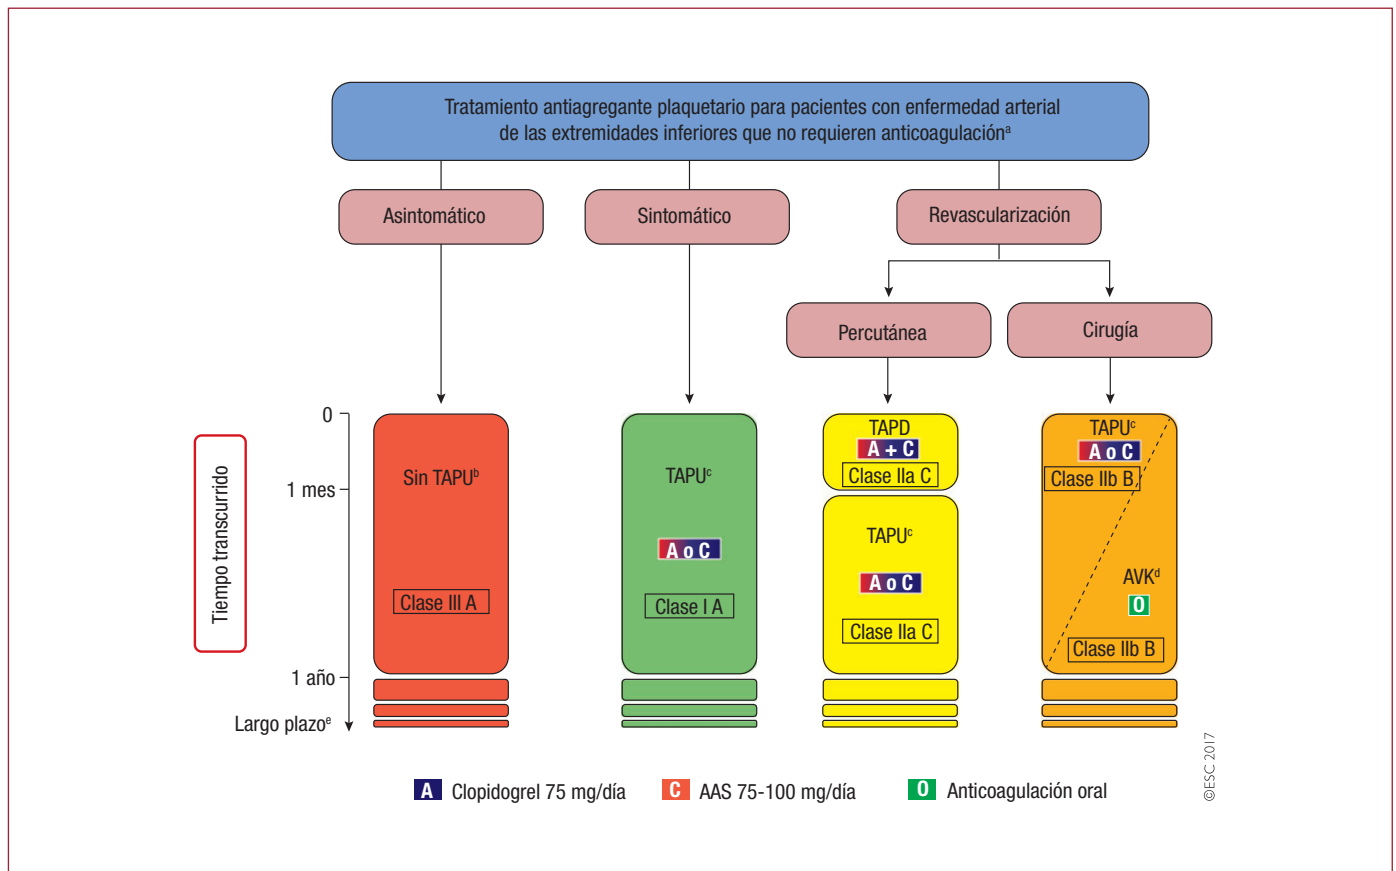 Tratamiento antiagregante plaquetario para pacientes con enfermedad arterial
de las extremidades inferiores que no requieren anticoagulaciónᵃ
Asintomático
Sintomático
Revascularización
Percutánea
Cirugía
Tiempo transcurrido
0
1 mes
1 año
Largo plazoᵉ
Sin TAPUᵇ
Clase III A
TAPUᶜ
A o C
Clase I A
TAPD
A + C
Clase IIa C
TAPUᶜ
A o C
Clase IIa C
TAPUᶜ
A o C
Clase IIb B
AVKᵈ
O
Clase IIb B
A Clopidogrel 75 mg/día
C AAS 75-100 mg/día
O Anticoagulación oral
©ESC 2017